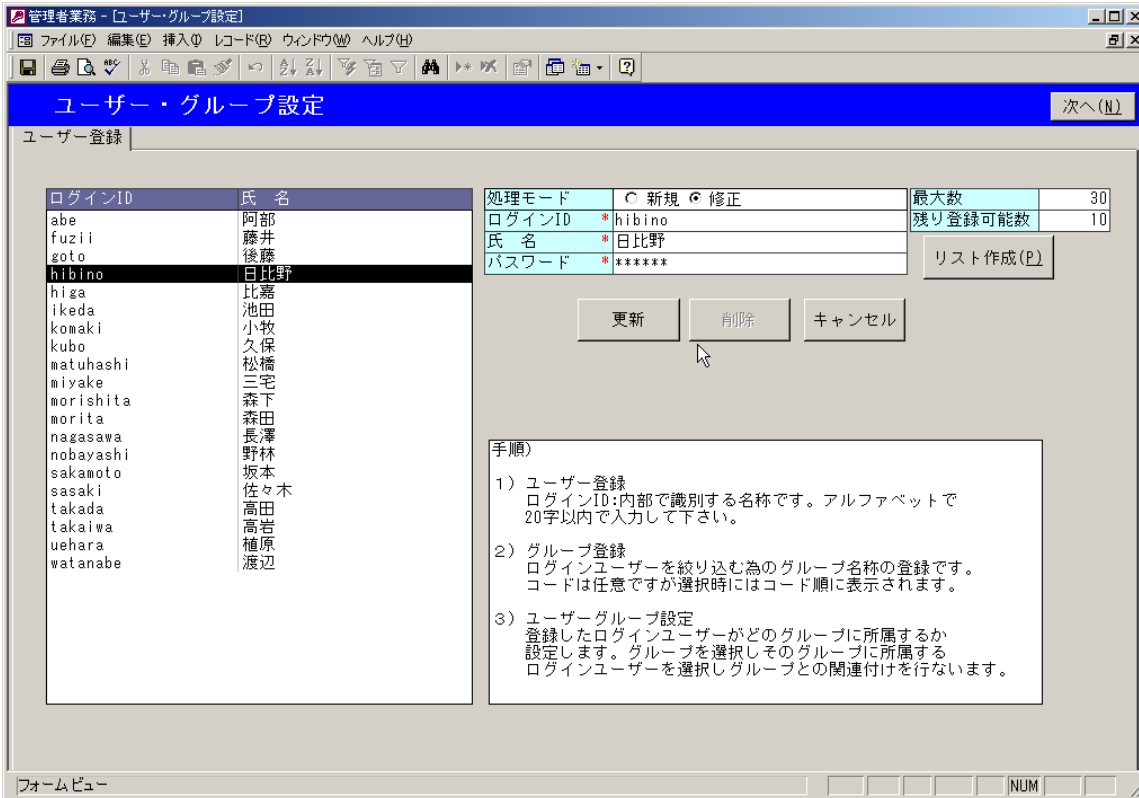 管理者業務 - [ユーザー・グループ設定]
ファイル(F) 編集(E) 挿入(I) レコード(R) ウィンドウ(W) ヘルプ(H)
ユーザー・グループ設定
次へ(N)
ユーザー登録
ログインID 氏 名
abe 阿部
fuzii 藤井
goto 後藤
hibino 日比野
higa 比嘉
ikeda 池田
komaki 小牧
kubo 久保
matuhashi 松橋
miyake 三宅
morishita 森下
morita 森田
nagasawa 長澤
nobayashi 野林
sakamoto 坂本
sasaki 佐々木
takada 高田
takaiwa 高岩
uehara 植原
watanabe 渡辺
処理モード 新規 修正
ログインID *hibino
氏 名 *日比野
パスワード *******
最大数 30
残り登録可能数 10
リスト作成(P)
更新 削除 キャンセル
手順)
1) ユーザー登録
ログインID:内部で識別する名称です。アルファベットで
20字以内で入力して下さい。
2) グループ登録
ログインユーザーを絞り込む為のグループ名称の登録です。
コードは任意ですが選択時にはコード順に表示されます。
3) ユーザーグループ設定
登録したログインユーザーがどのグループに所属するか
設定します。グループを選択しそのグループに所属する
ログインユーザーを選択しグループとの関連付けを行ないます。
フォーム ビュー
NUM